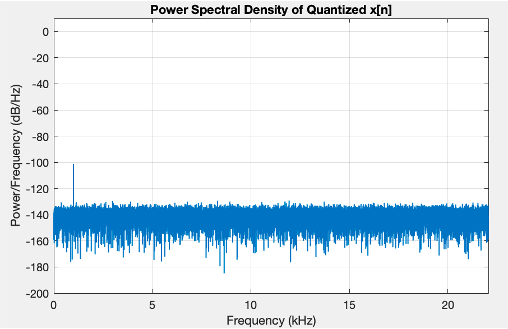 Power Spectral Density of Quantized x[n]
Power/Frequency (dB/Hz)
0
-20
-40
-60
-80
-100
-120
-140
-160
-180
-200
0 5 10 15 20
Frequency (kHz)